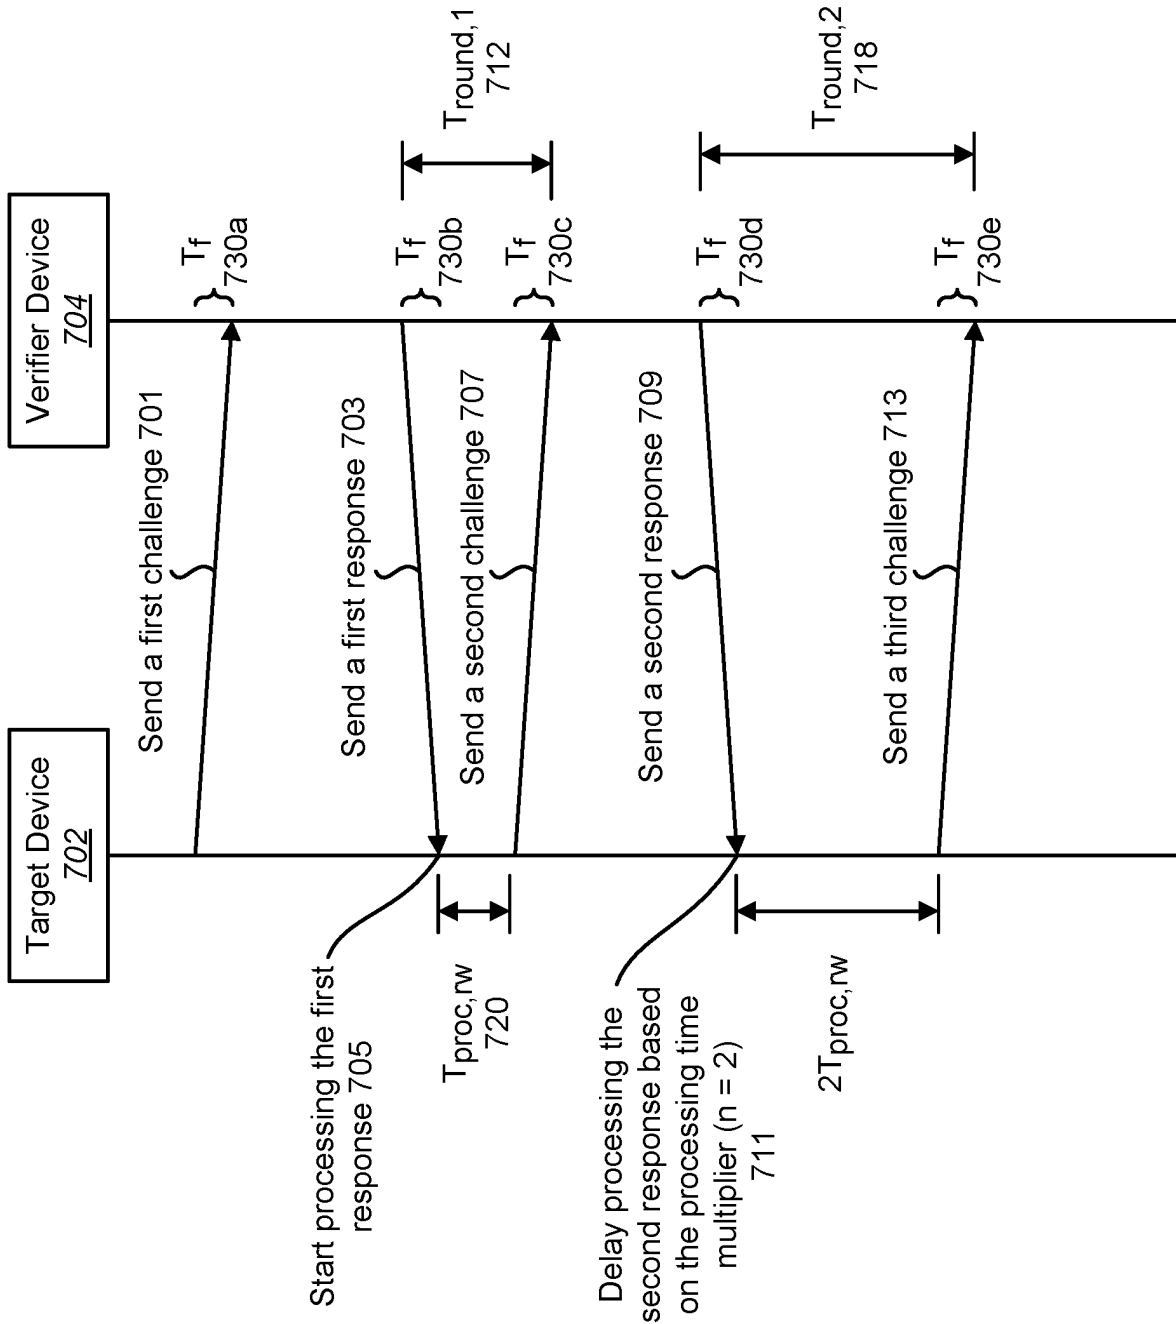 Target Device
702
Verifier Device
704
Send a first challenge 701
Tf
730a
Send a first response 703
Tf
730b
Tround,1
712
Start processing the first
response 705
Tproc,rw
720
Send a second challenge 707
Tf
730c
Send a second response 709
Tf
730d
Tround,2
718
Delay processing the
second response based
on the processing time
multiplier (n = 2)
711
2Tproc,rw
Send a third challenge 713
Tf
730e